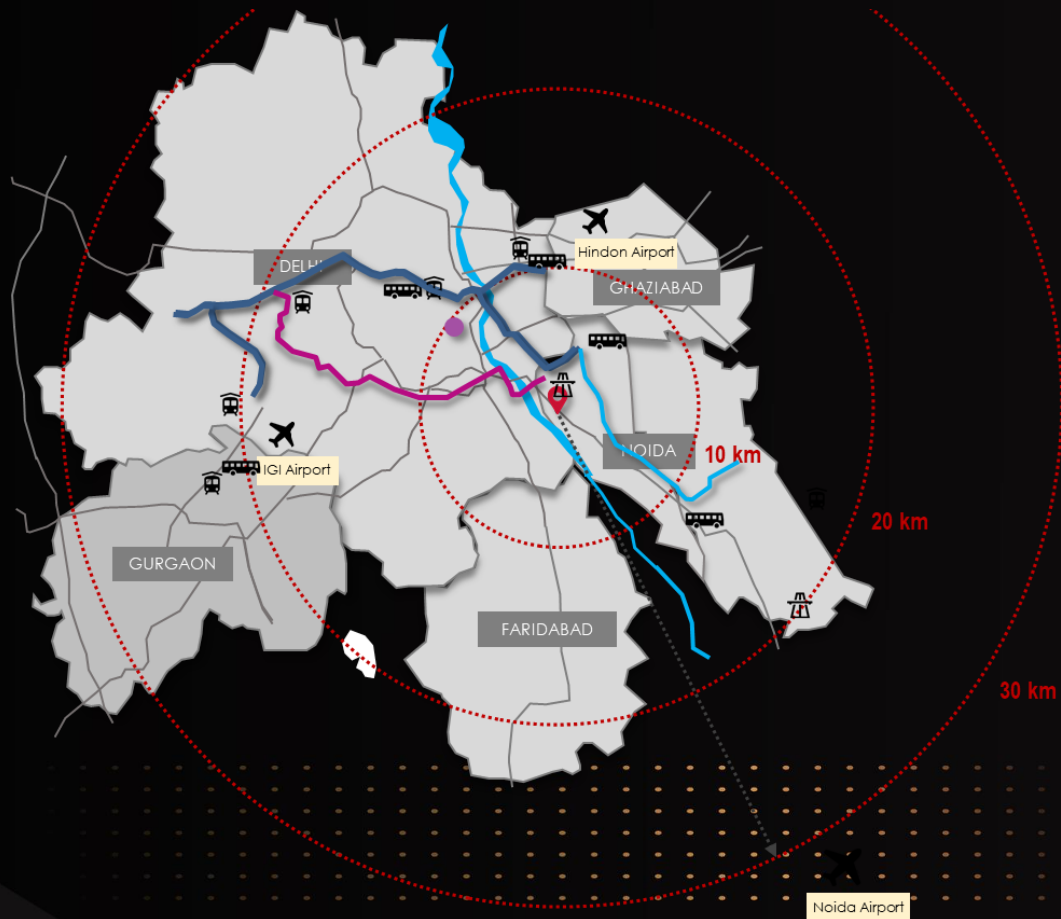 Hindon Airport
DELHI
GHAZIABAD
NOIDA
10 km
IGI Airport
20 km
GURGAON
FARIDABAD
30 km
Noida Airport